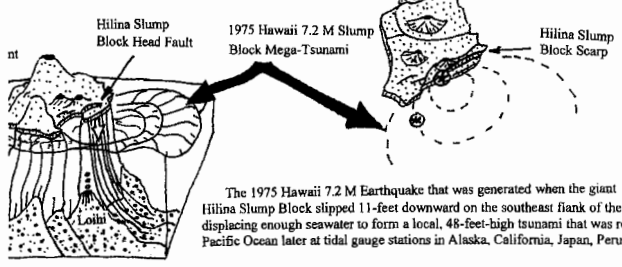 Hilina Slump
Block Head Fault
1975 Hawaii 7.2 M Slump
Block Mega-Tsunami
Hilina Slump
Block Scarp
nt
Loihi
The 1975 Hawaii 7.2 M Earthquake that was generated when the giant
Hilina Slump Block slipped 11-feet downward on the southeast flank of the
displacing enough seawater to form a local, 48-feet-high tsunami that was r
Pacific Ocean later at tidal gauge stations in Alaska, California, Japan, Peru